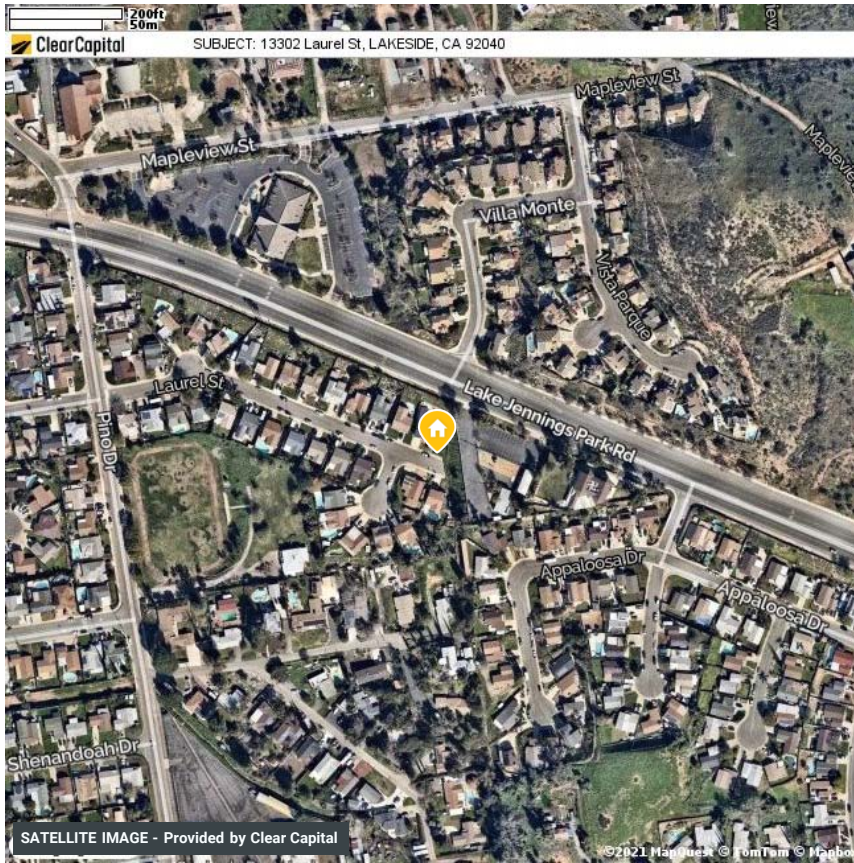 200ft
50m
ClearCapital
SUBJECT: 13302 Laurel St, LAKESIDE, CA 92040
Mapleview St
Mapleview St
Mapleview
Villa Monte
Vista Parque
Laurel St
Pino Dr
Lake Jennings Park Rd
Appaloosa Dr
Appaloosa Dr
Shenandoah Dr
SATELLITE IMAGE - Provided by Clear Capital
©2021 MapQuest © TomTom © Mapbo